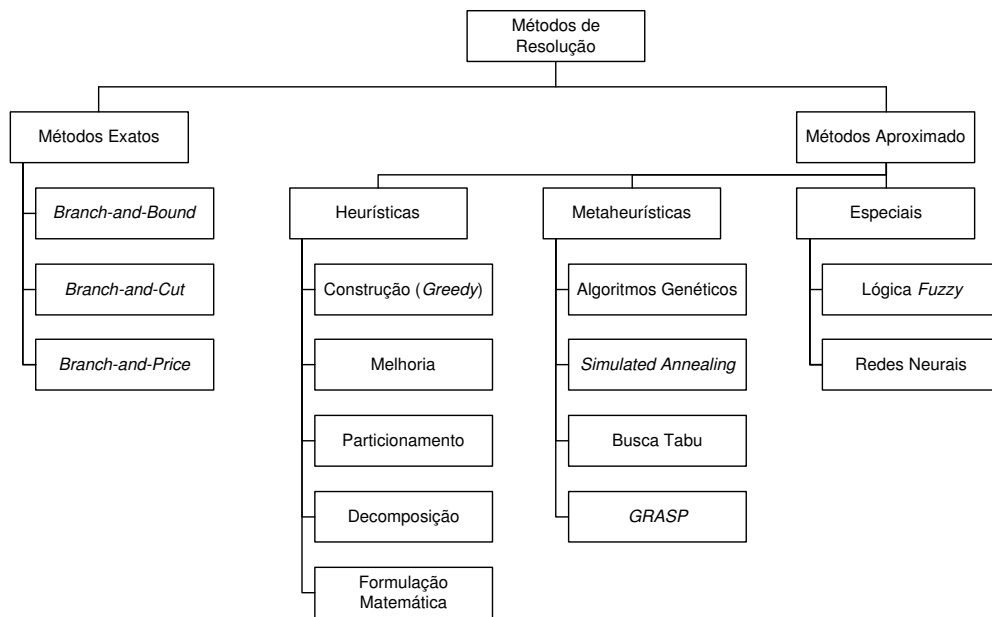 Métodos de
Resolução
Métodos Exatos
Métodos Aproximado
Branch-and-Bound
Heurísticas
Metaheurísticas
Especiais
Branch-and-Cut
Construção (Greedy)
Algoritmos Genéticos
Lógica Fuzzy
Branch-and-Price
Melhoria
Simulated Annealing
Redes Neurais
Particionamento
Busca Tabu
Decomposição
GRASP
Formulação
Matemática